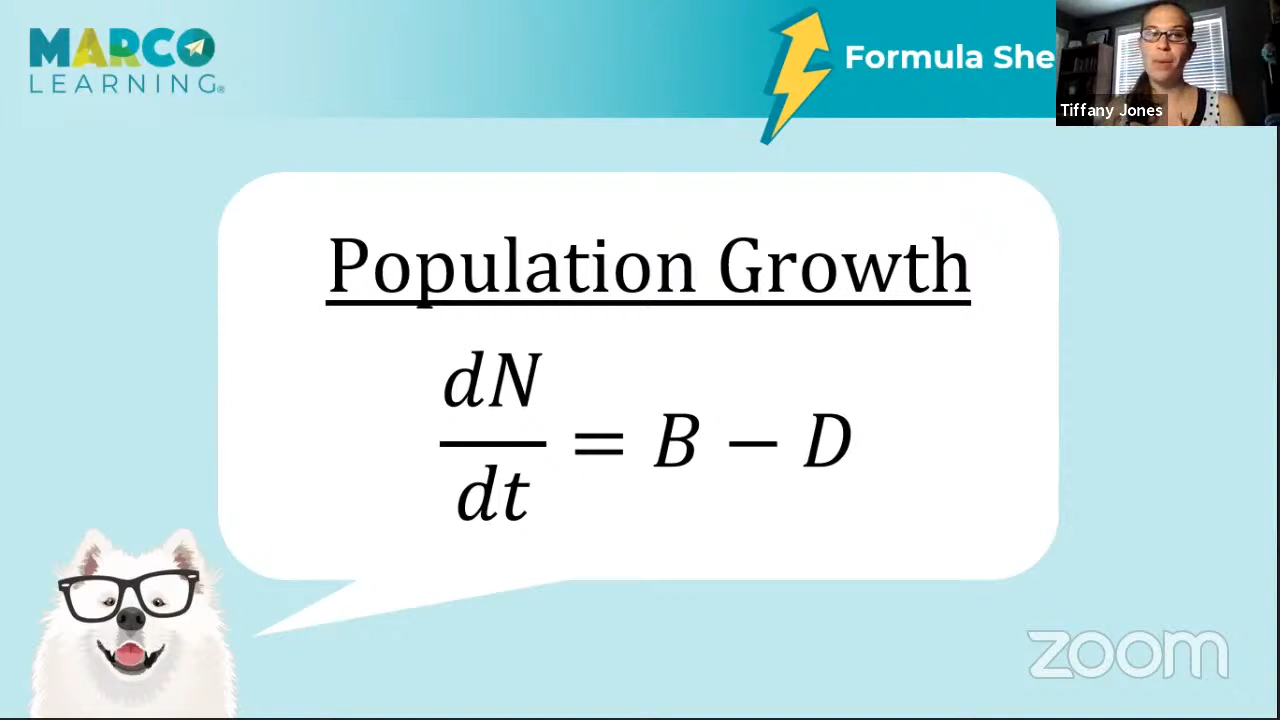 MARCO
LEARNING®
Formula She
Tiffany Jones
Population Growth
dN
dt
= B − D
zoom